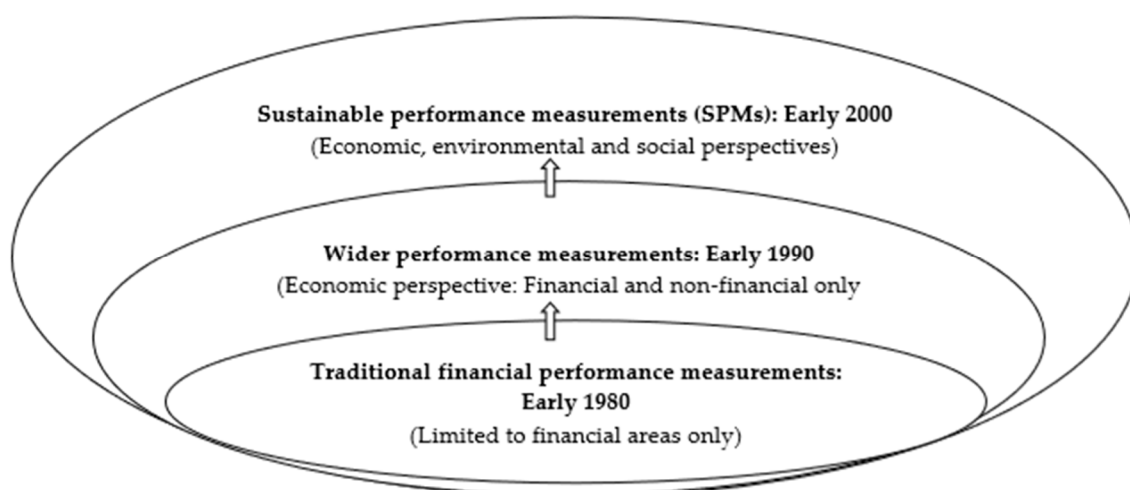 Sustainable performance measurements (SPMs): Early 2000
(Economic, environmental and social perspectives)
Wider performance measurements: Early 1990
(Economic perspective: Financial and non-financial only
Traditional financial performance measurements:
Early 1980
(Limited to financial areas only)